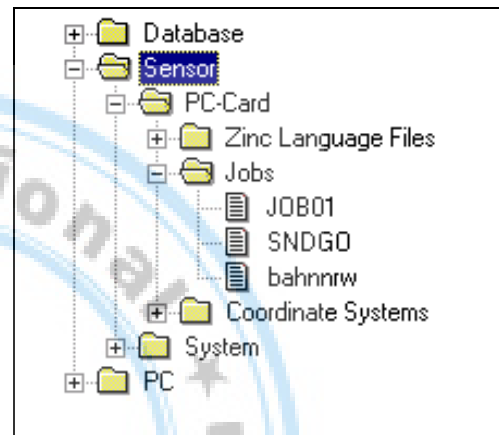 Database
Sensor
PC-Card
Zinc Language Files
Jobs
JOB01
SNDGO
bahnnrw
Coordinate Systems
System
PC